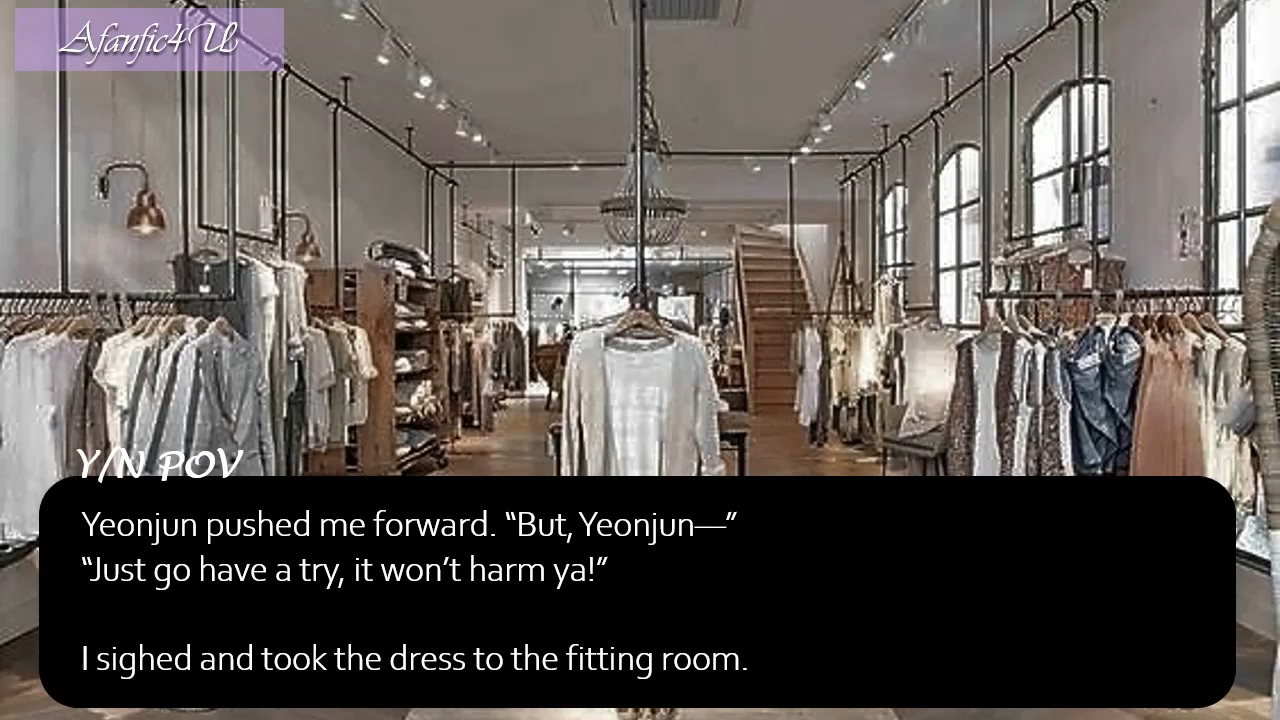 Afanfic4U
Y/N POV
Yeonjun pushed me forward. “But, Yeonjun—”
“Just go have a try, it won’t harm ya!”
I sighed and took the dress to the fitting room.